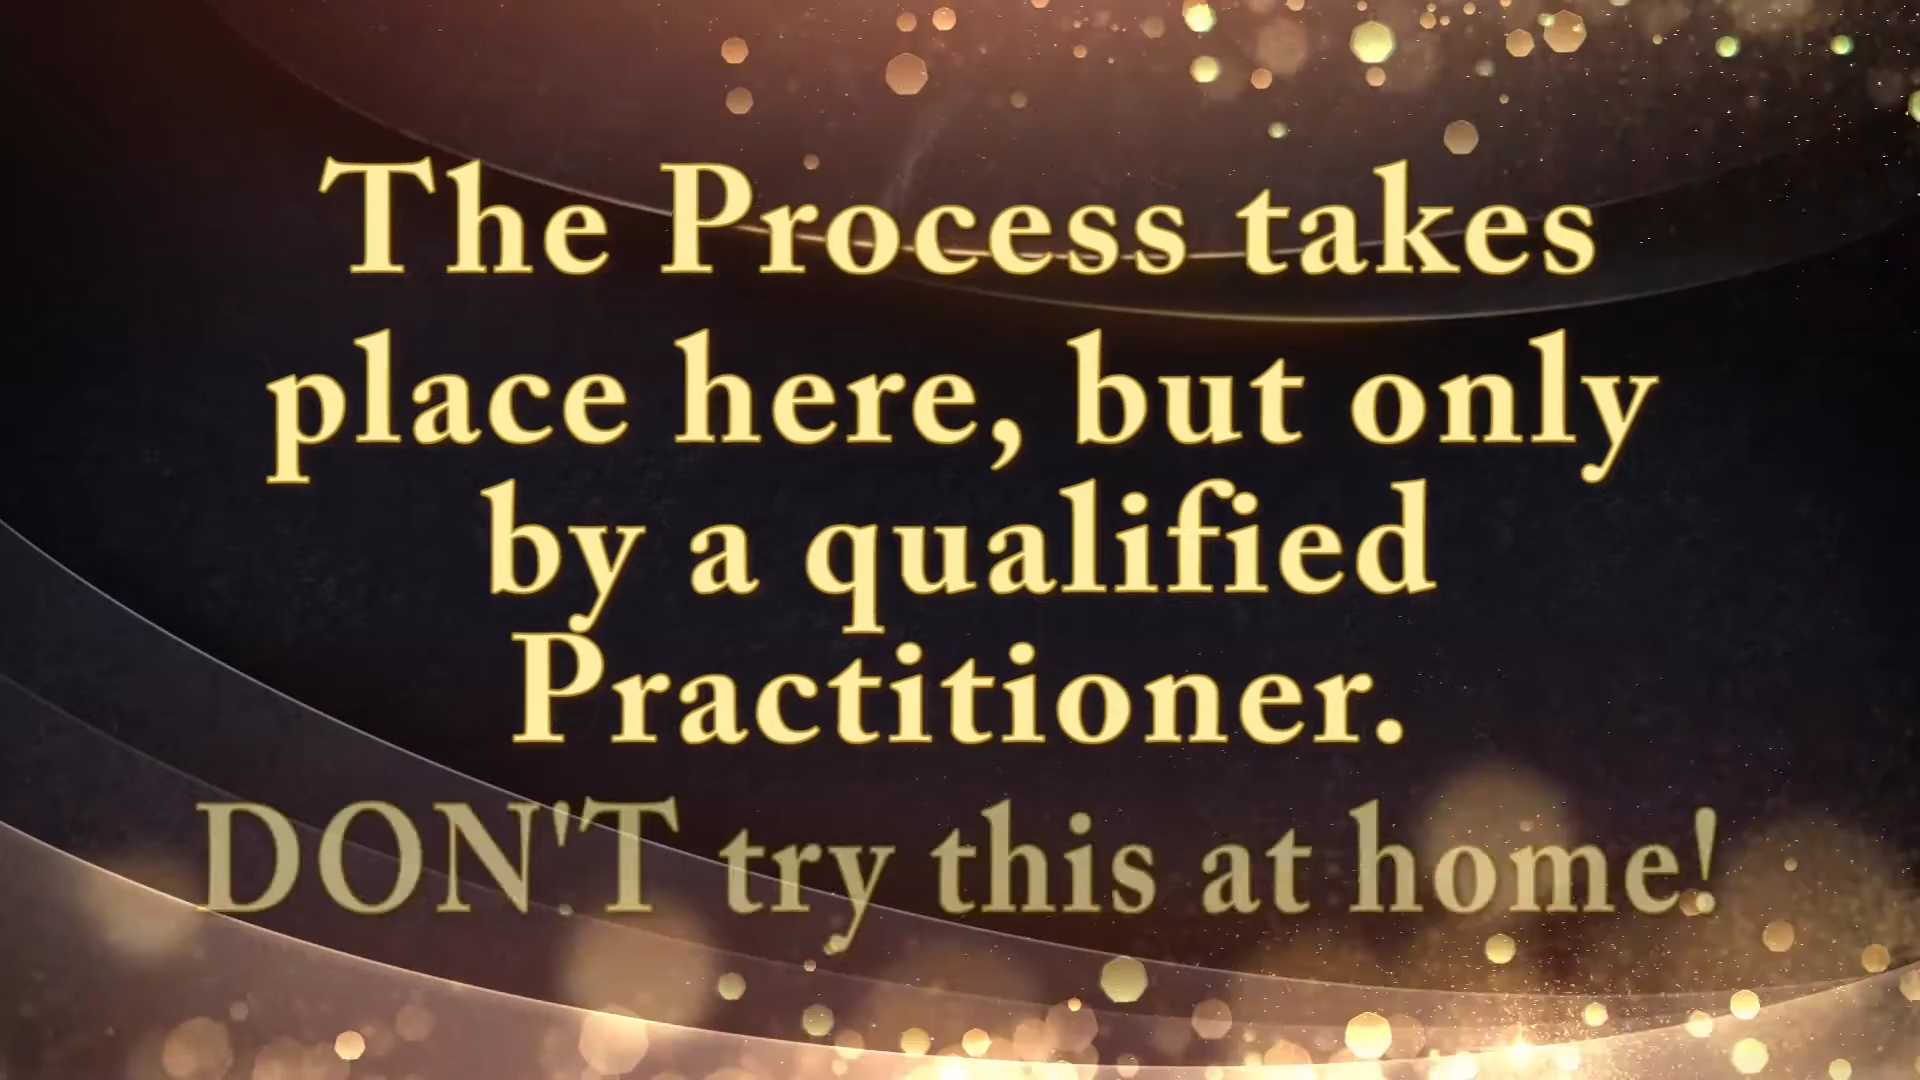 The Process takes
place here, but only
by a qualified
Practitioner.
DON'T try this at home!